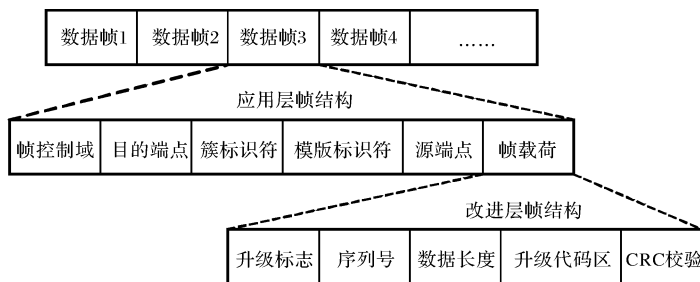 数据帧1 数据帧2 数据帧3 数据帧4 ……
应用层帧结构
帧控制域 目的端点 簇标识符 模版标识符 源端点 帧载荷
改进层帧结构
升级标志 序列号 数据长度 升级代码区 CRC校验